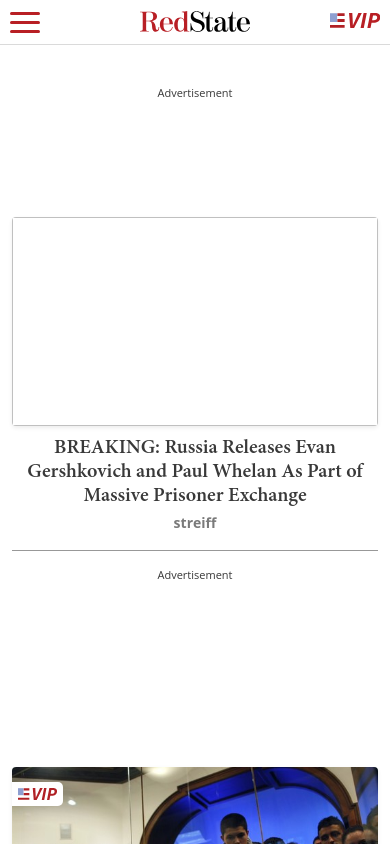 RedState
VIP
Advertisement
BREAKING: Russia Releases Evan
Gershkovich and Paul Whelan As Part of
Massive Prisoner Exchange
streiff
Advertisement
VIP